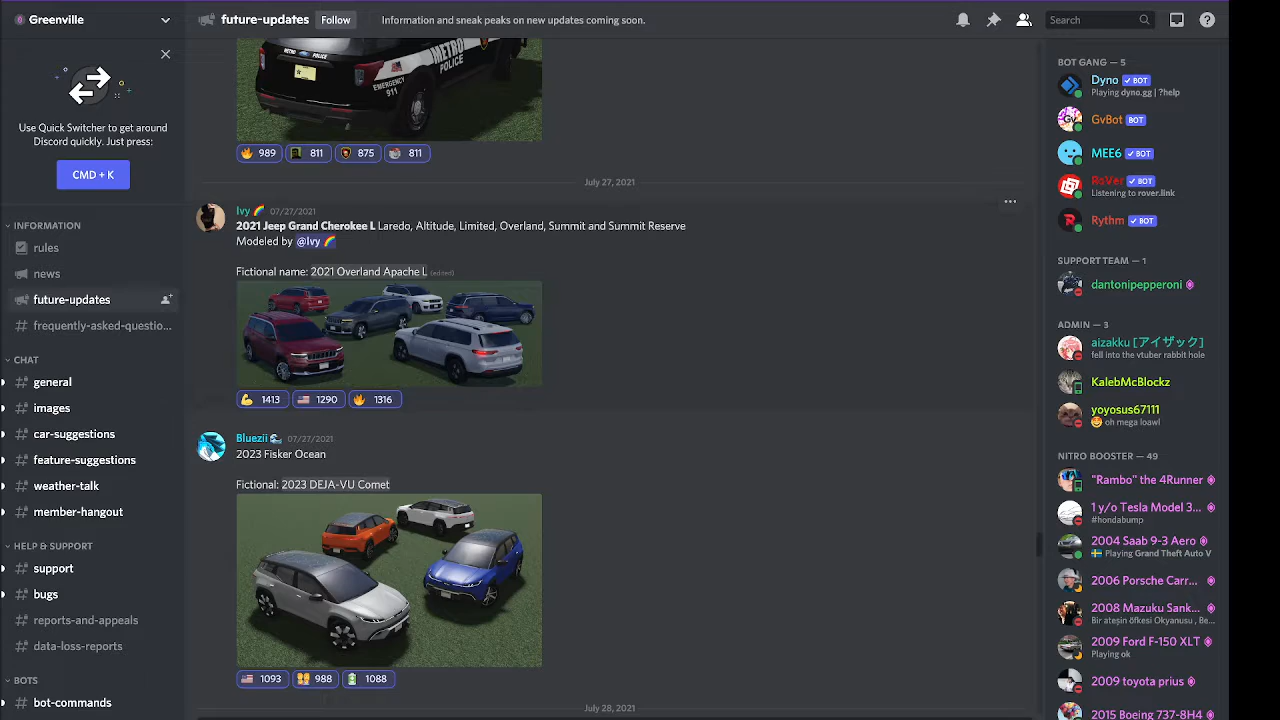 Greenville
future-updates
Follow
Information and sneak peaks on new updates coming soon.
Search
Use Quick Switcher to get around
Discord quickly. Just press:
CMD + K
INFORMATION
rules
news
future-updates
frequently-asked-questio...
CHAT
general
images
car-suggestions
feature-suggestions
weather-talk
member-hangout
HELP & SUPPORT
support
bugs
reports-and-appeals
data-loss-reports
BOTS
bot-commands
METRO POLICE
METRO
POLICE
EMERGENCY
911
989 811 875 811
July 27, 2021
Ivy 🌈 07/27/2021
2021 Jeep Grand Cherokee L Laredo, Altitude, Limited, Overland, Summit and Summit Reserve
Modeled by @Ivy 🌈
Fictional name: 2021 Overland Apache L (edited)
1413 1290 1316
Bluezii 🌊 07/27/2021
2023 Fisker Ocean
Fictional: 2023 DEJA-VU Comet
1093 988 1088
July 28, 2021
BOT GANG — 5
Dyno ✓ BOT
Playing dyno.gg | ?help
GvBot BOT
MEE6 ✓ BOT
RoVer ✓ BOT
Listening to rover.link
Rythm ✓ BOT
SUPPORT TEAM — 1
dantonipepperoni
ADMIN — 3
aizakku [アイザック]
fell into the vtuber rabbit hole
KalebMcBlockz
yoyosus67111
oh mega loawl
NITRO BOOSTER — 49
"Rambo" the 4Runner
1 y/o Tesla Model 3...
#hondabump
2004 Saab 9-3 Aero
Playing Grand Theft Auto V
2006 Porsche Carr...
2008 Mazuku Sank...
Bir ateşin öfkesi Okyanusu , Be...
2009 Ford F-150 XLT
Playing ok
2009 toyota prius
2015 Boeing 737-8H4